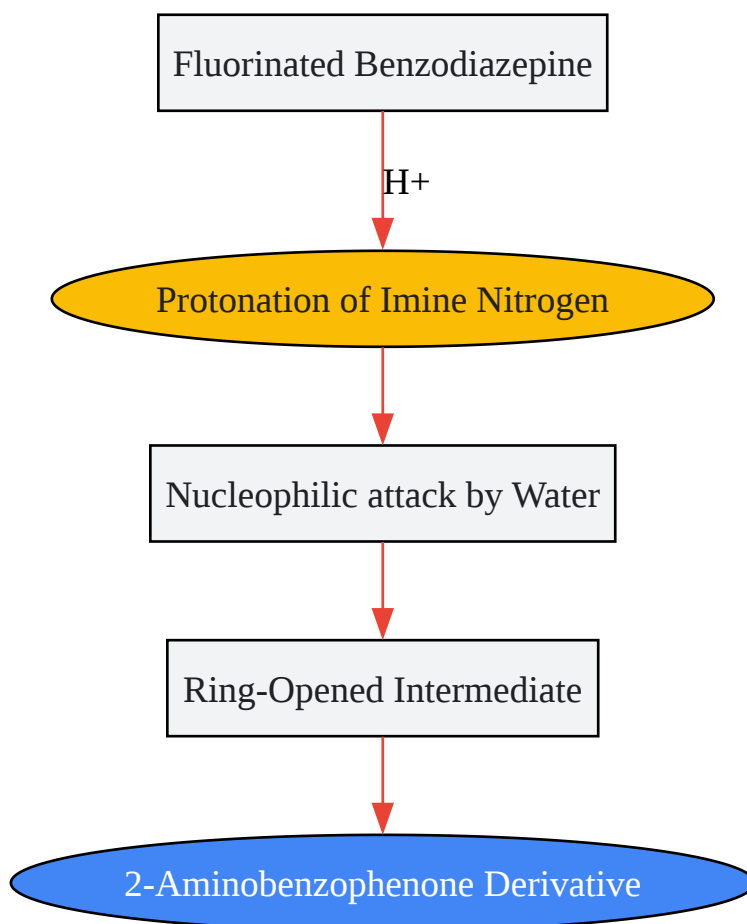 Fluorinated Benzodiazepine
H+
Protonation of Imine Nitrogen
Nucleophilic attack by Water
Ring-Opened Intermediate
2-Aminobenzophenone Derivative